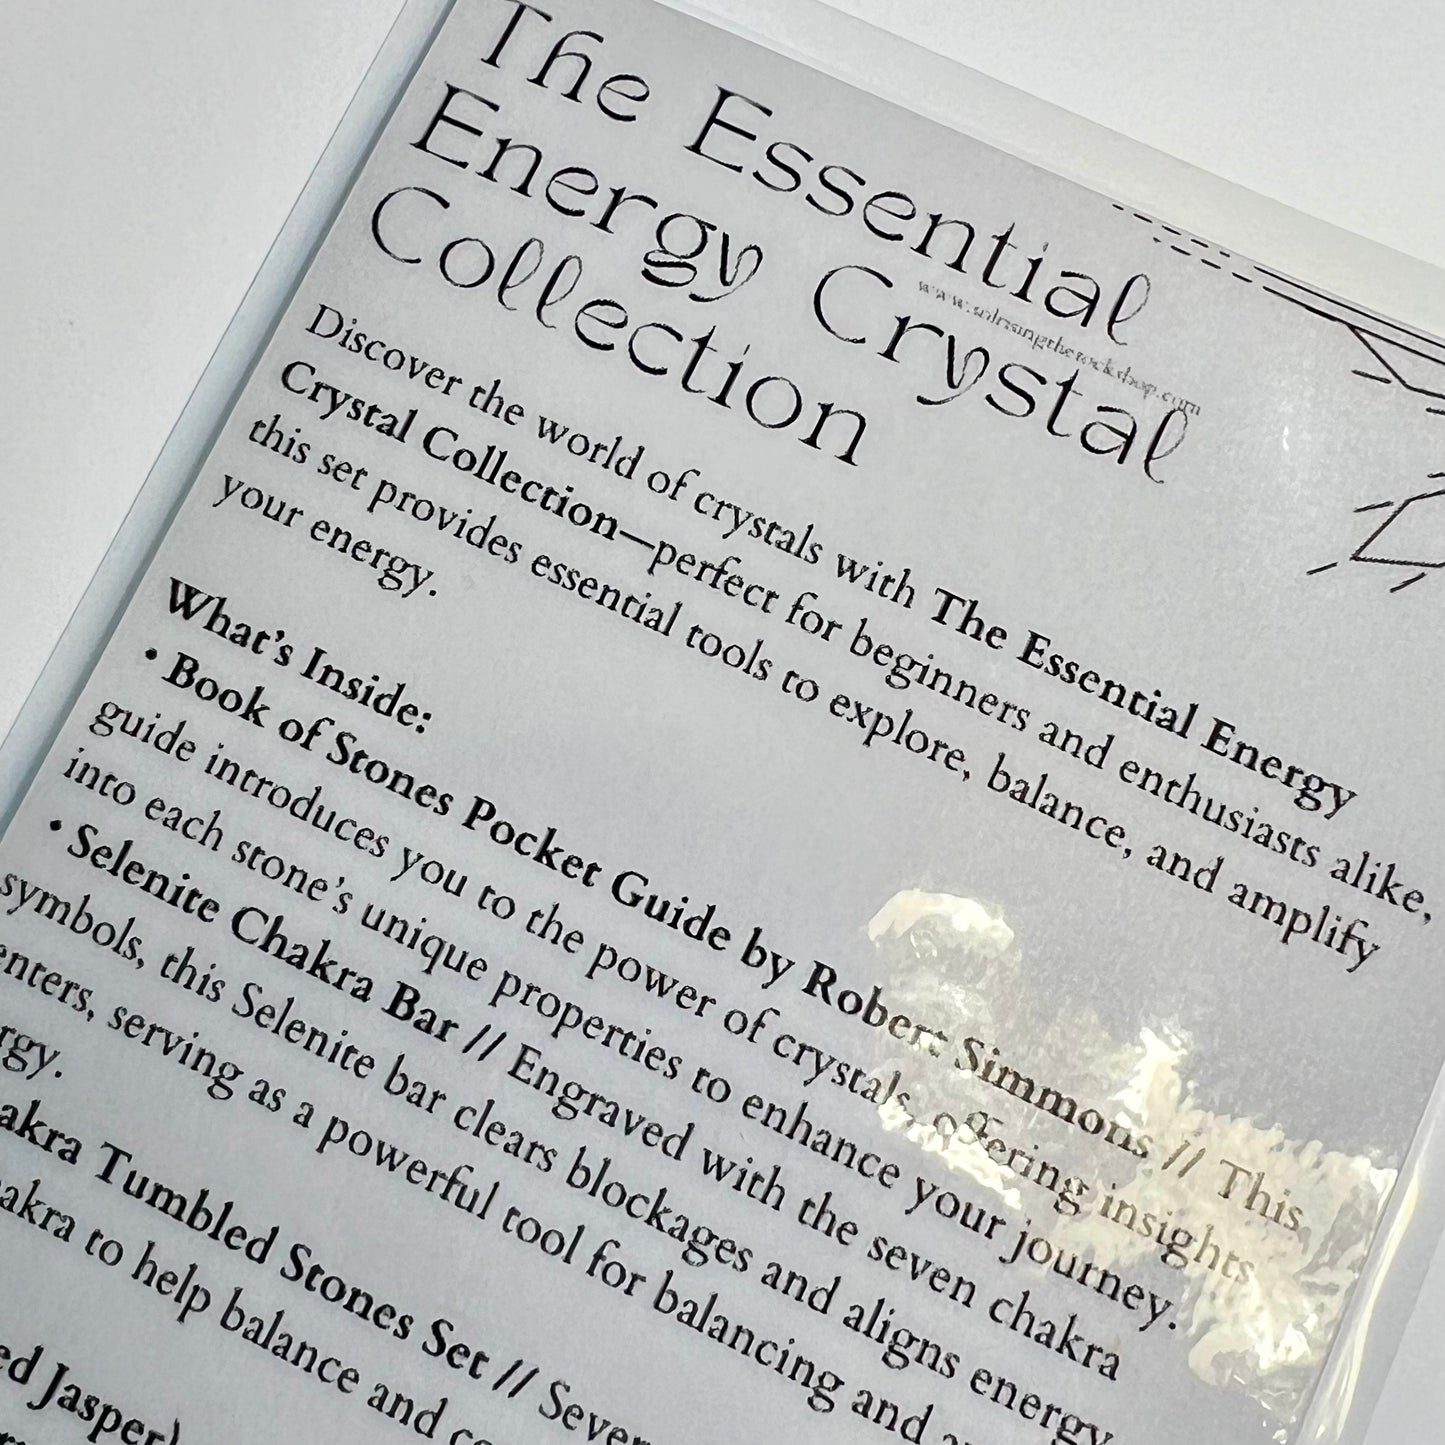 The Essential
Energy Crystal
Collection
Discover the world of crystals with The Essential Energy
Crystal Collection—perfect for beginners and enthusiasts alike,
this set provides essential tools to explore, balance, and amplify
your energy.
What's Inside:
• Book of Stones Pocket Guide by Robert Simmons // This
guide introduces you to the power of crystals, offering insights
into each stone's unique properties to enhance your journey.
• Selenite Chakra Bar // Engraved with the seven chakra
symbols, this Selenite bar clears blockages and aligns energy
enters, serving as a powerful tool for balancing and
rgy.
akra Tumbled Stones Set // Seve
akra to help balance and
ed Jasper)